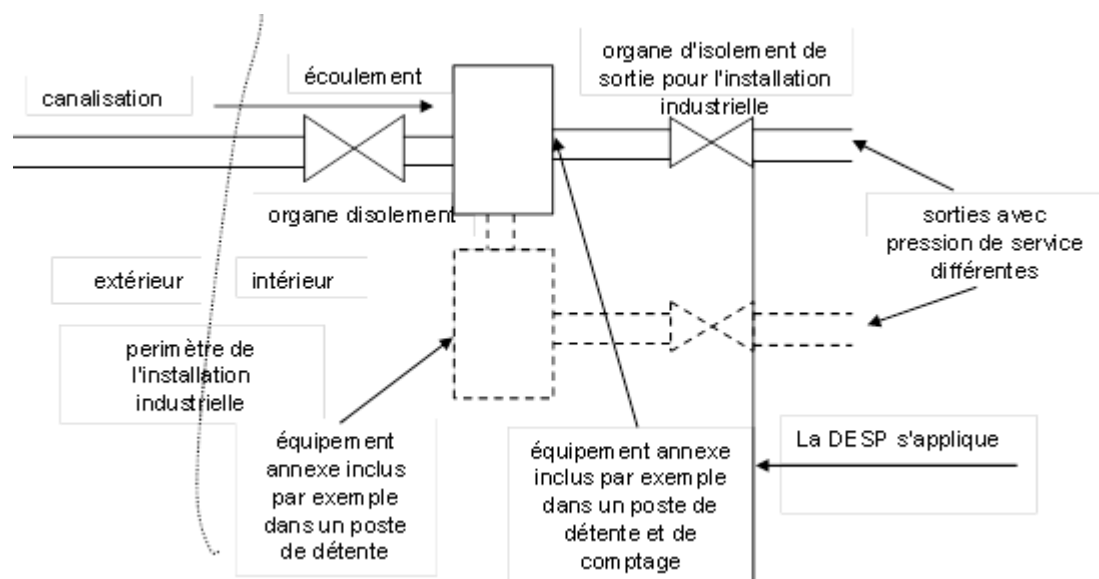 canalisation
écoulement
organe d'isolement de
sortie pour l'installation
industrielle
organe disolement
sorties avec
pression de service
différentes
extérieur
intérieur
perimètre de
l'installation
industrielle
équipement
annexe inclus
par exemple
dans un poste
de détente
équipement annexe
inclus par exemple
dans un poste de
détente et de
comptage
La DESP s'applique